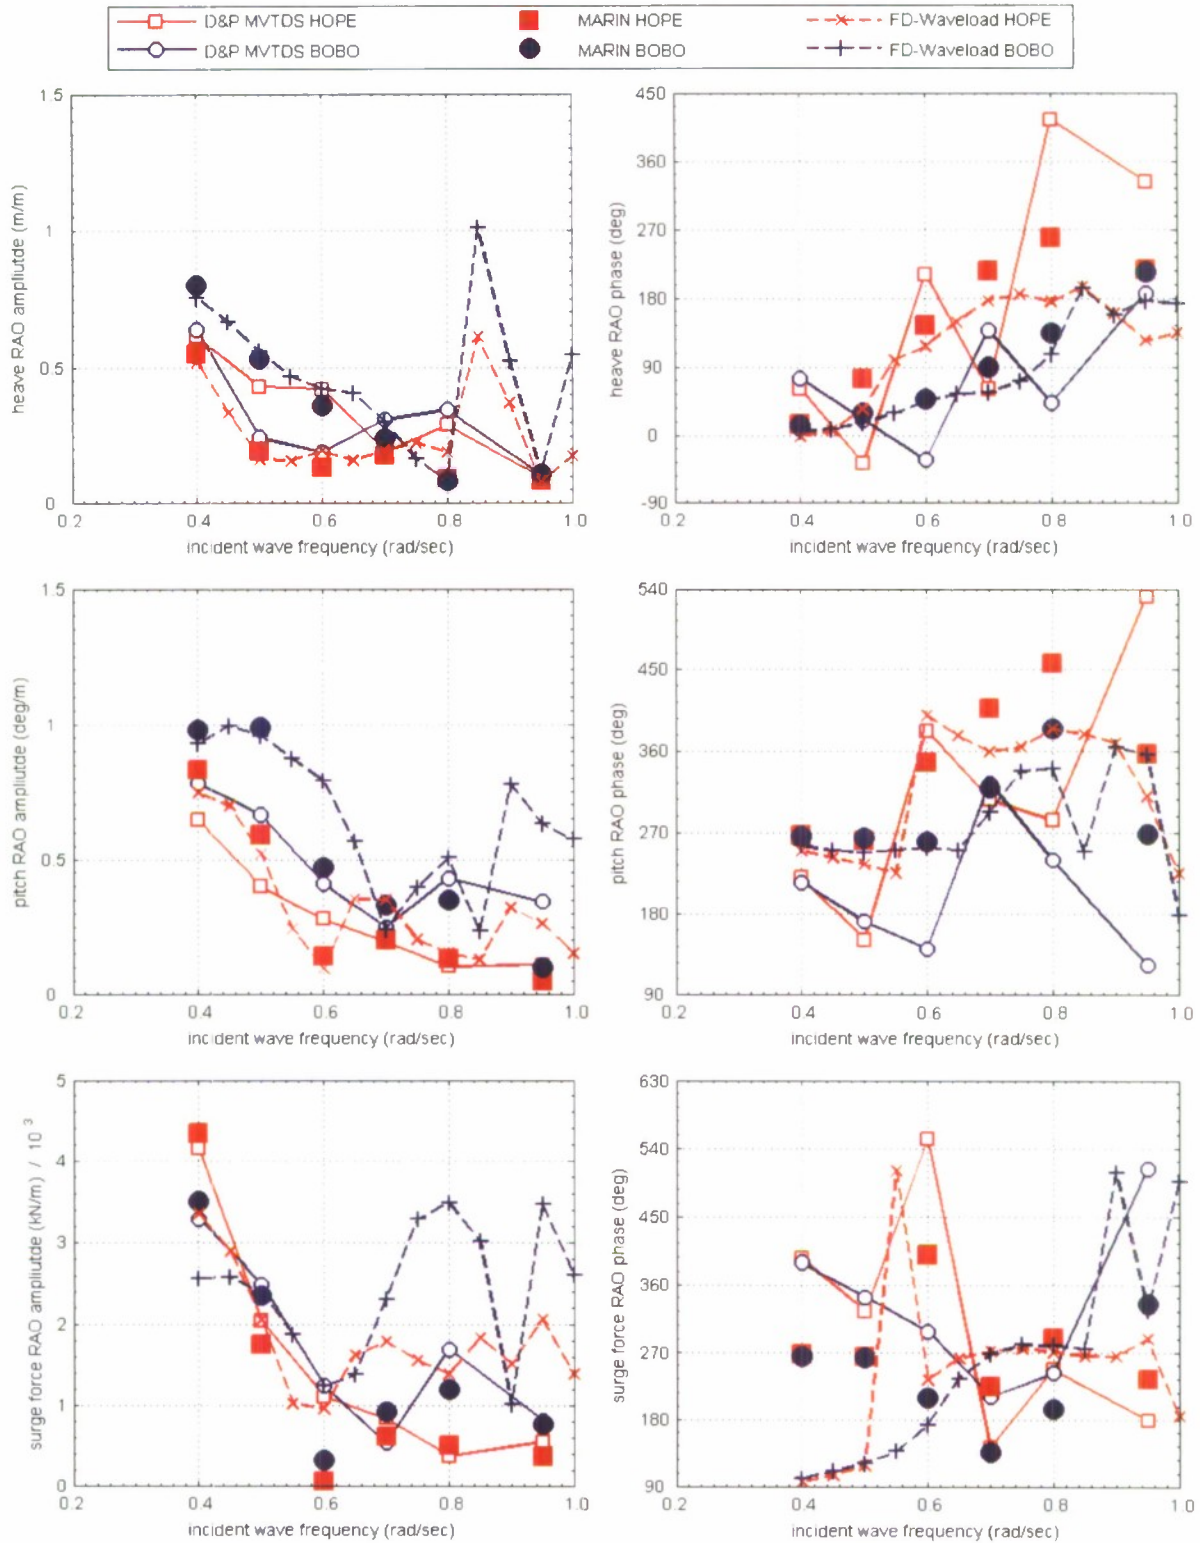 D&P MVTDS HOPE MARIN HOPE FD-Waveload HOPE
D&P MVTDS BOBO MARIN BOBO FD-Waveload BOBO
1.5
1
0.5
0
heave RAO ampliutde (m/m)
0.2 0.4 0.6 0.8 1.0
incident wave frequency (rad/sec)
450
360
270
180
90
0
-90
heave RAO phase (deg)
0.2 0.4 0.6 0.8 1.0
incident wave frequency (rad/sec)
1.5
1
0.5
0
pitch RAO ampliutde (deg/m)
0.2 0.4 0.6 0.8 1.0
incident wave frequency (rad/sec)
540
450
360
270
180
90
pitch RAO phase (deg)
0.2 0.4 0.6 0.8 1.0
incident wave frequency (rad/sec)
5
4
3
2
1
0
surge force RAO ampliutde (kN/m) / 10^3
0.2 0.4 0.6 0.8 1.0
incident wave frequency (rad/sec)
630
540
450
360
270
180
90
surge force RAO phase (deg)
0.2 0.4 0.6 0.8 1.0
incident wave frequency (rad/sec)